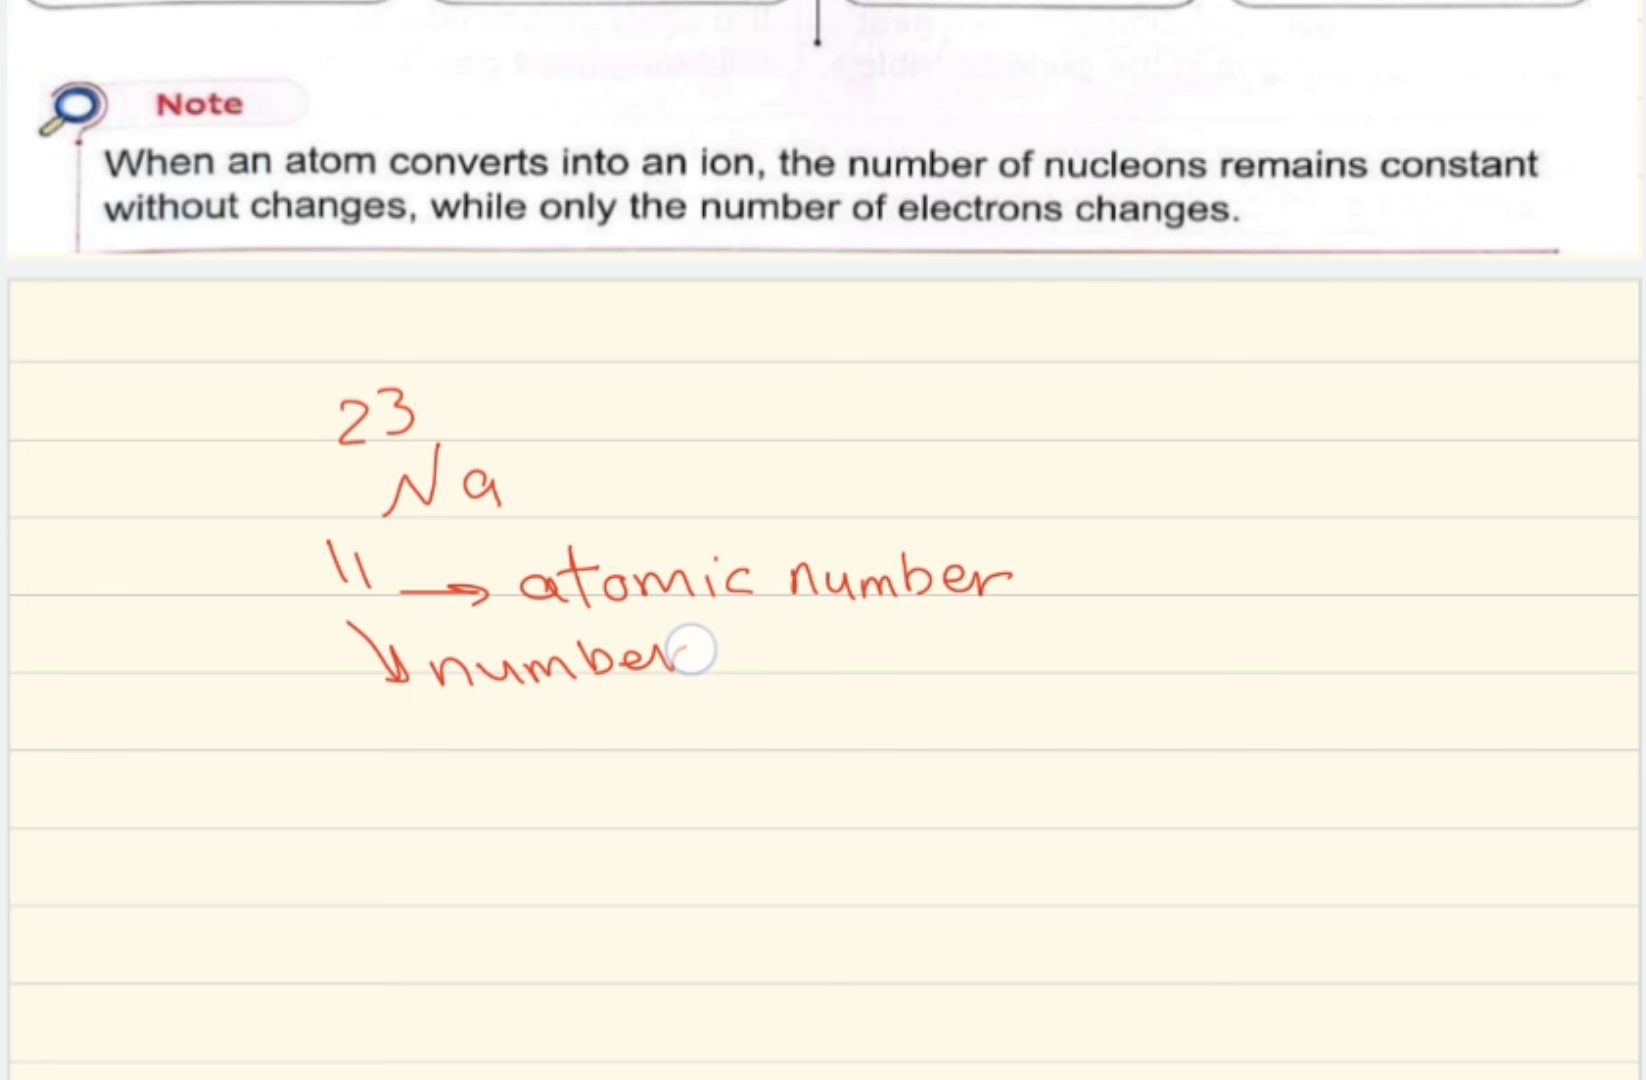 Note
When an atom converts into an ion, the number of nucleons remains constant
without changes, while only the number of electrons changes.
23
Na
11 → atomic number
↘ number